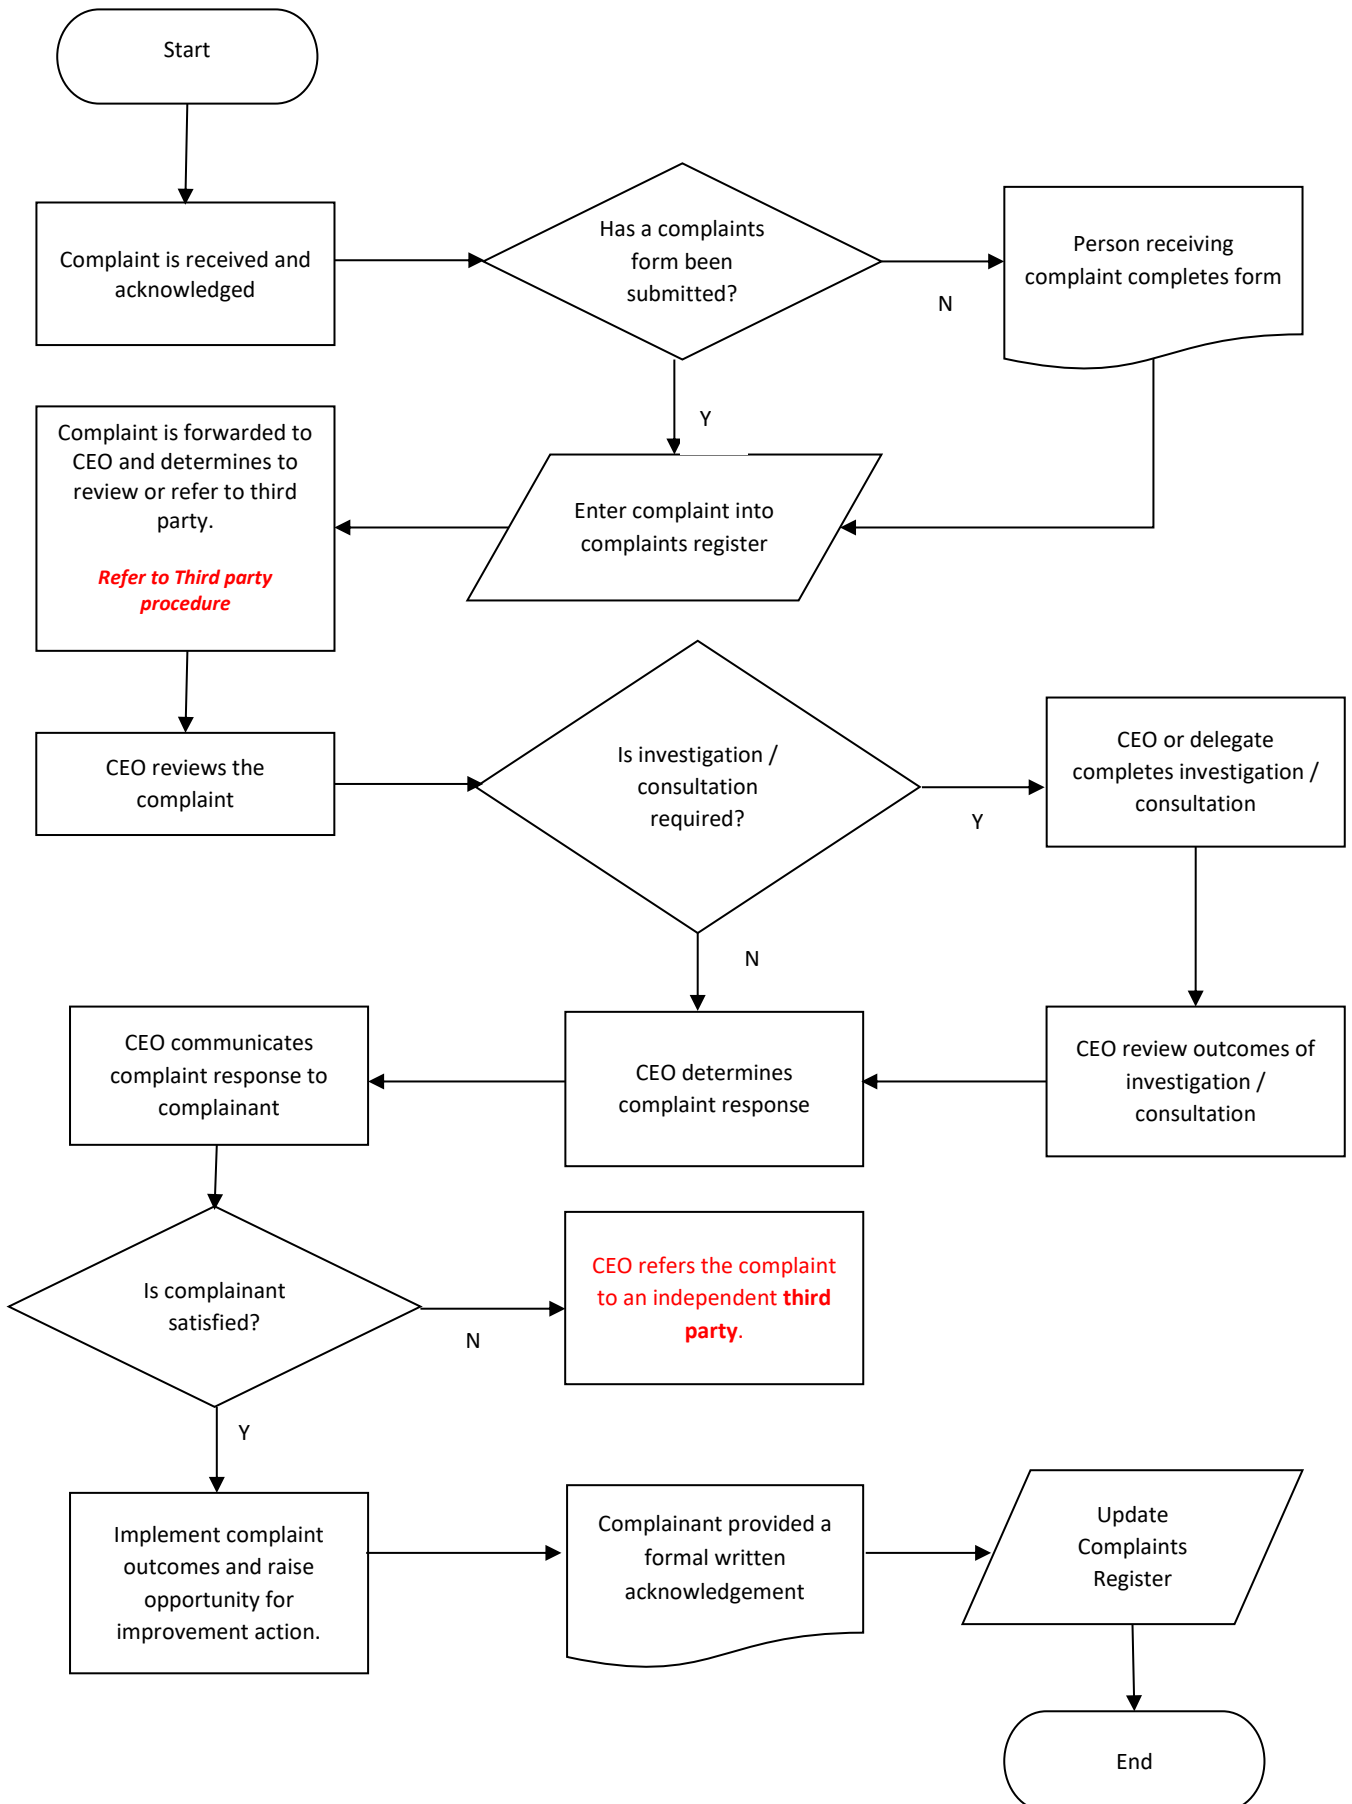 Start
Complaint is received and
acknowledged
Has a complaints
form been
submitted?
N
Person receiving
complaint completes form
Y
Complaint is forwarded to
CEO and determines to
review or refer to third
party.
Refer to Third party
procedure
Enter complaint into
complaints register
CEO reviews the
complaint
Is investigation /
consultation
required?
Y
CEO or delegate
completes investigation /
consultation
N
CEO communicates
complaint response to
complainant
CEO determines
complaint response
CEO review outcomes of
investigation /
consultation
Is complainant
satisfied?
N
CEO refers the complaint
to an independent third
party.
Y
Implement complaint
outcomes and raise
opportunity for
improvement action.
Complainant provided a
formal written
acknowledgement
Update
Complaints
Register
End